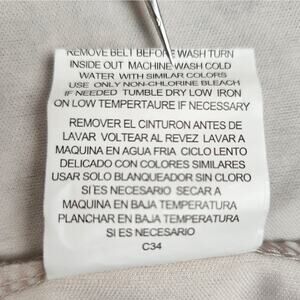 REMOVE BELT BEFORE WASH TURN
INSIDE OUT MACHINE WASH COLD
WATER WITH SIMILAR COLORS
USE ONLY NON-CHLORINE BLEACH
IF NEEDED TUMBLE DRY LOW IRON
ON LOW TEMPERTAURE IF NECESSARY
REMOVER EL CINTURON ANTES DE
LAVAR VOLTEAR AL REVEZ LAVAR A
MAQUINA EN AGUA FRIA CICLO LENTO
DELICADO CON COLORES SIMILARES
USAR SOLO BLANQUEADOR SIN CLORO
SI ES NECESARIO SECAR A
MAQUINA EN BAJA TEMPERATURA
PLANCHAR EN BAJA TEMPERATURA
SI ES NECESARIO
C34